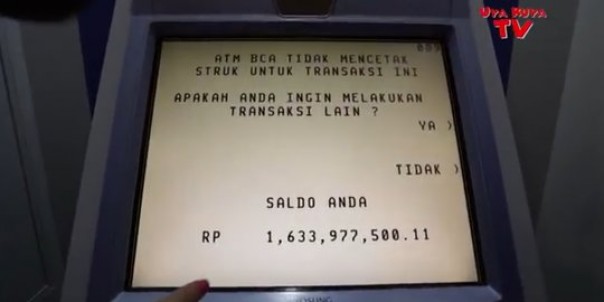 UYA KUYA
TV
ATM BCA TIDAK MENCETAK
STRUK UNTUK TRANSAKSI INI
APAKAH ANDA INGIN MELAKUKAN
TRANSAKSI LAIN ?
YA >
TIDAK >
SALDO ANDA
RP 1,633,977,500.11